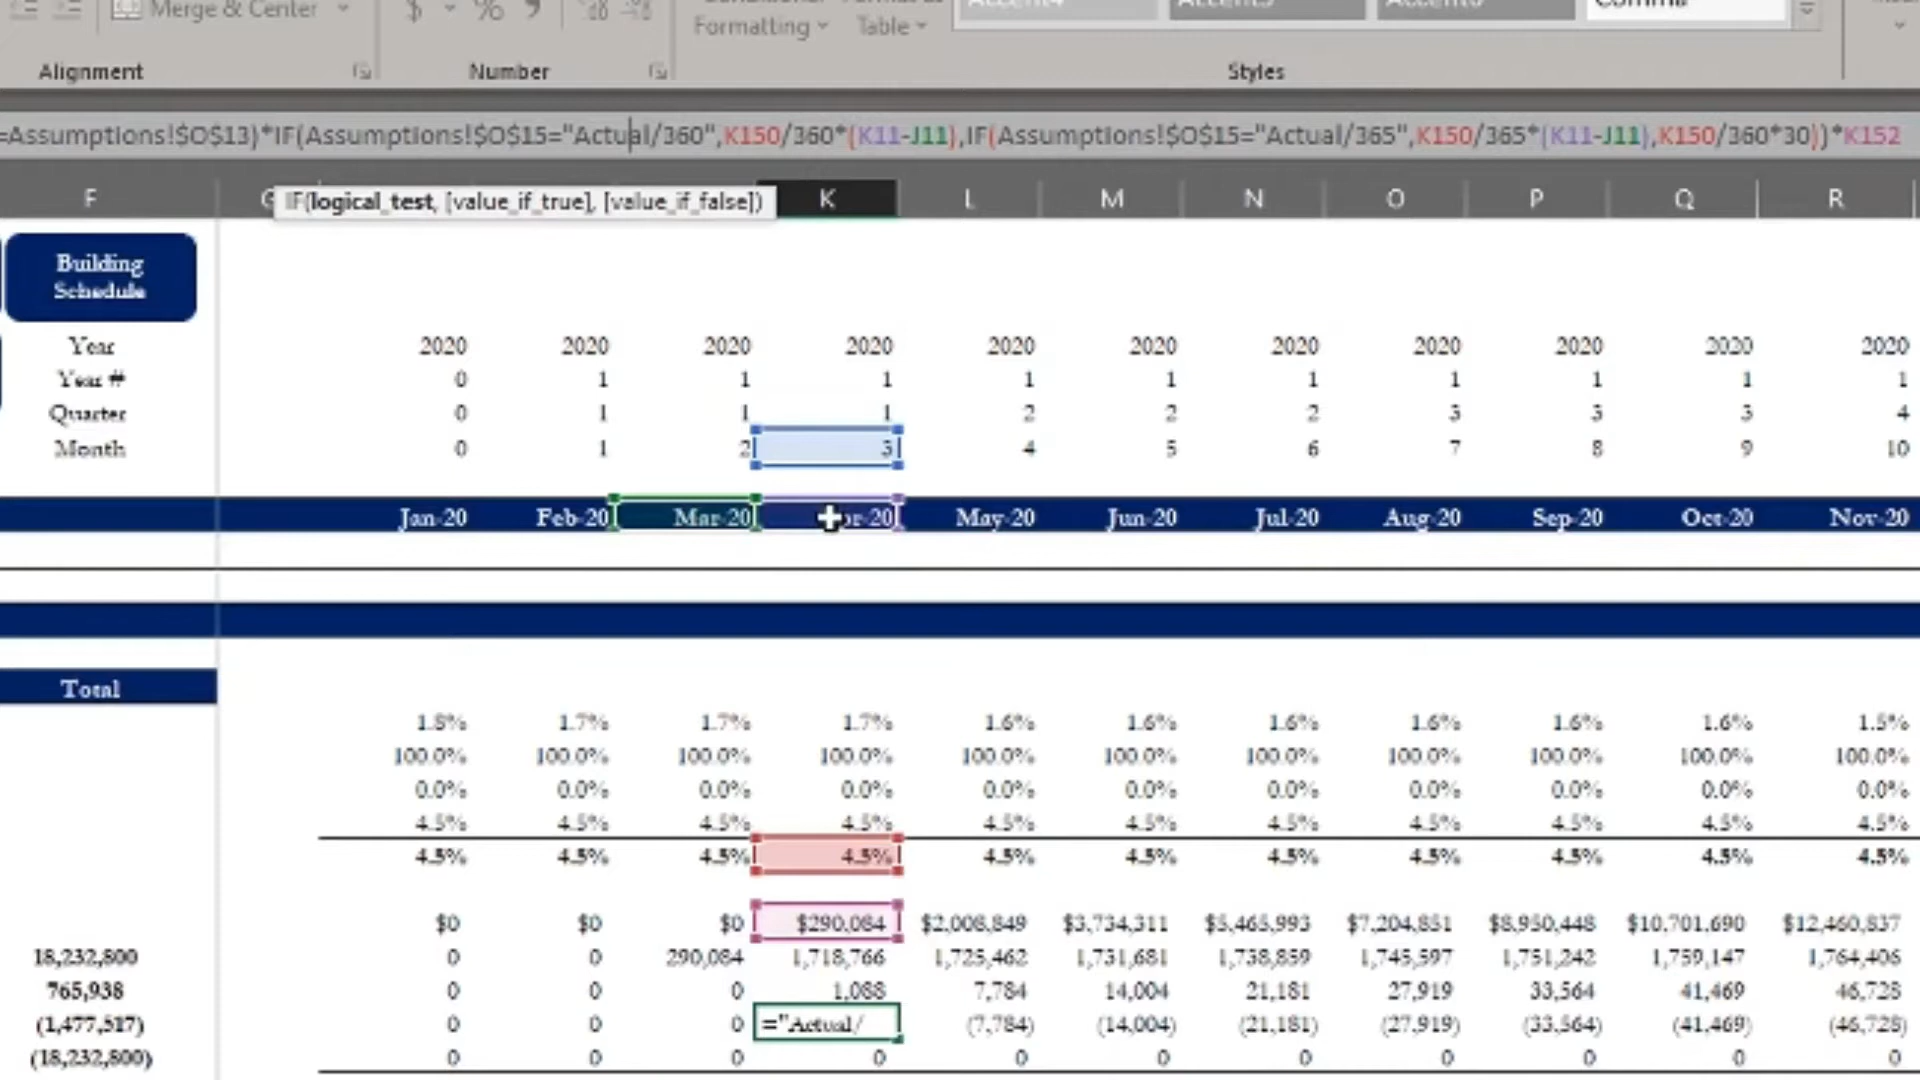 Merge & Center $ % Formatting Table Accent4 Accent5 Accent6 Comma
Alignment Number Styles
=Assumptions!$O$13)*IF(Assumptions!$O$15="Actual/360",K150/360*(K11-J11),IF(Assumptions!$O$15="Actual/365",K150/365*(K11-J11),K150/360*30))*K152
F G IF(logical_test, [value_if_true], [value_if_false]) K L M N O P Q R
Building
Schedule
Year 2020 2020 2020 2020 2020 2020 2020 2020 2020 2020 2020
Year # 0 1 1 1 1 1 1 1 1 1 1
Quarter 0 1 1 1 2 2 2 3 3 3 4
Month 0 1 2 3 4 5 6 7 8 9 10
Jan-20 Feb-20 Mar-20 May-20 Jun-20 Jul-20 Aug-20 Sep-20 Oct-20 Nov-20
Total
1.8% 1.7% 1.7% 1.7% 1.6% 1.6% 1.6% 1.6% 1.6% 1.6% 1.5%
100.0% 100.0% 100.0% 100.0% 100.0% 100.0% 100.0% 100.0% 100.0% 100.0% 100.0%
0.0% 0.0% 0.0% 0.0% 0.0% 0.0% 0.0% 0.0% 0.0% 0.0% 0.0%
4.5% 4.5% 4.5% 4.5% 4.5% 4.5% 4.5% 4.5% 4.5% 4.5% 4.5%
4.5% 4.5% 4.5% 4.5% 4.5% 4.5% 4.5% 4.5% 4.5% 4.5% 4.5%
$0 $0 $0 $290,084 $2,008,849 $3,734,311 $5,465,993 $7,204,851 $8,950,448 $10,701,690 $12,460,837
18,232,800 0 0 290,084 1,718,766 1,725,462 1,731,681 1,738,859 1,745,597 1,751,242 1,759,147 1,764,406
765,938 0 0 0 1,088 7,784 14,004 21,181 27,919 33,564 41,469 46,728
(1,477,517) 0 0 0 ="Actual/ (7,784) (14,004) (21,181) (27,919) (33,564) (41,469) (46,728)
(18,232,800) 0 0 0 0 0 0 0 0 0 0 0